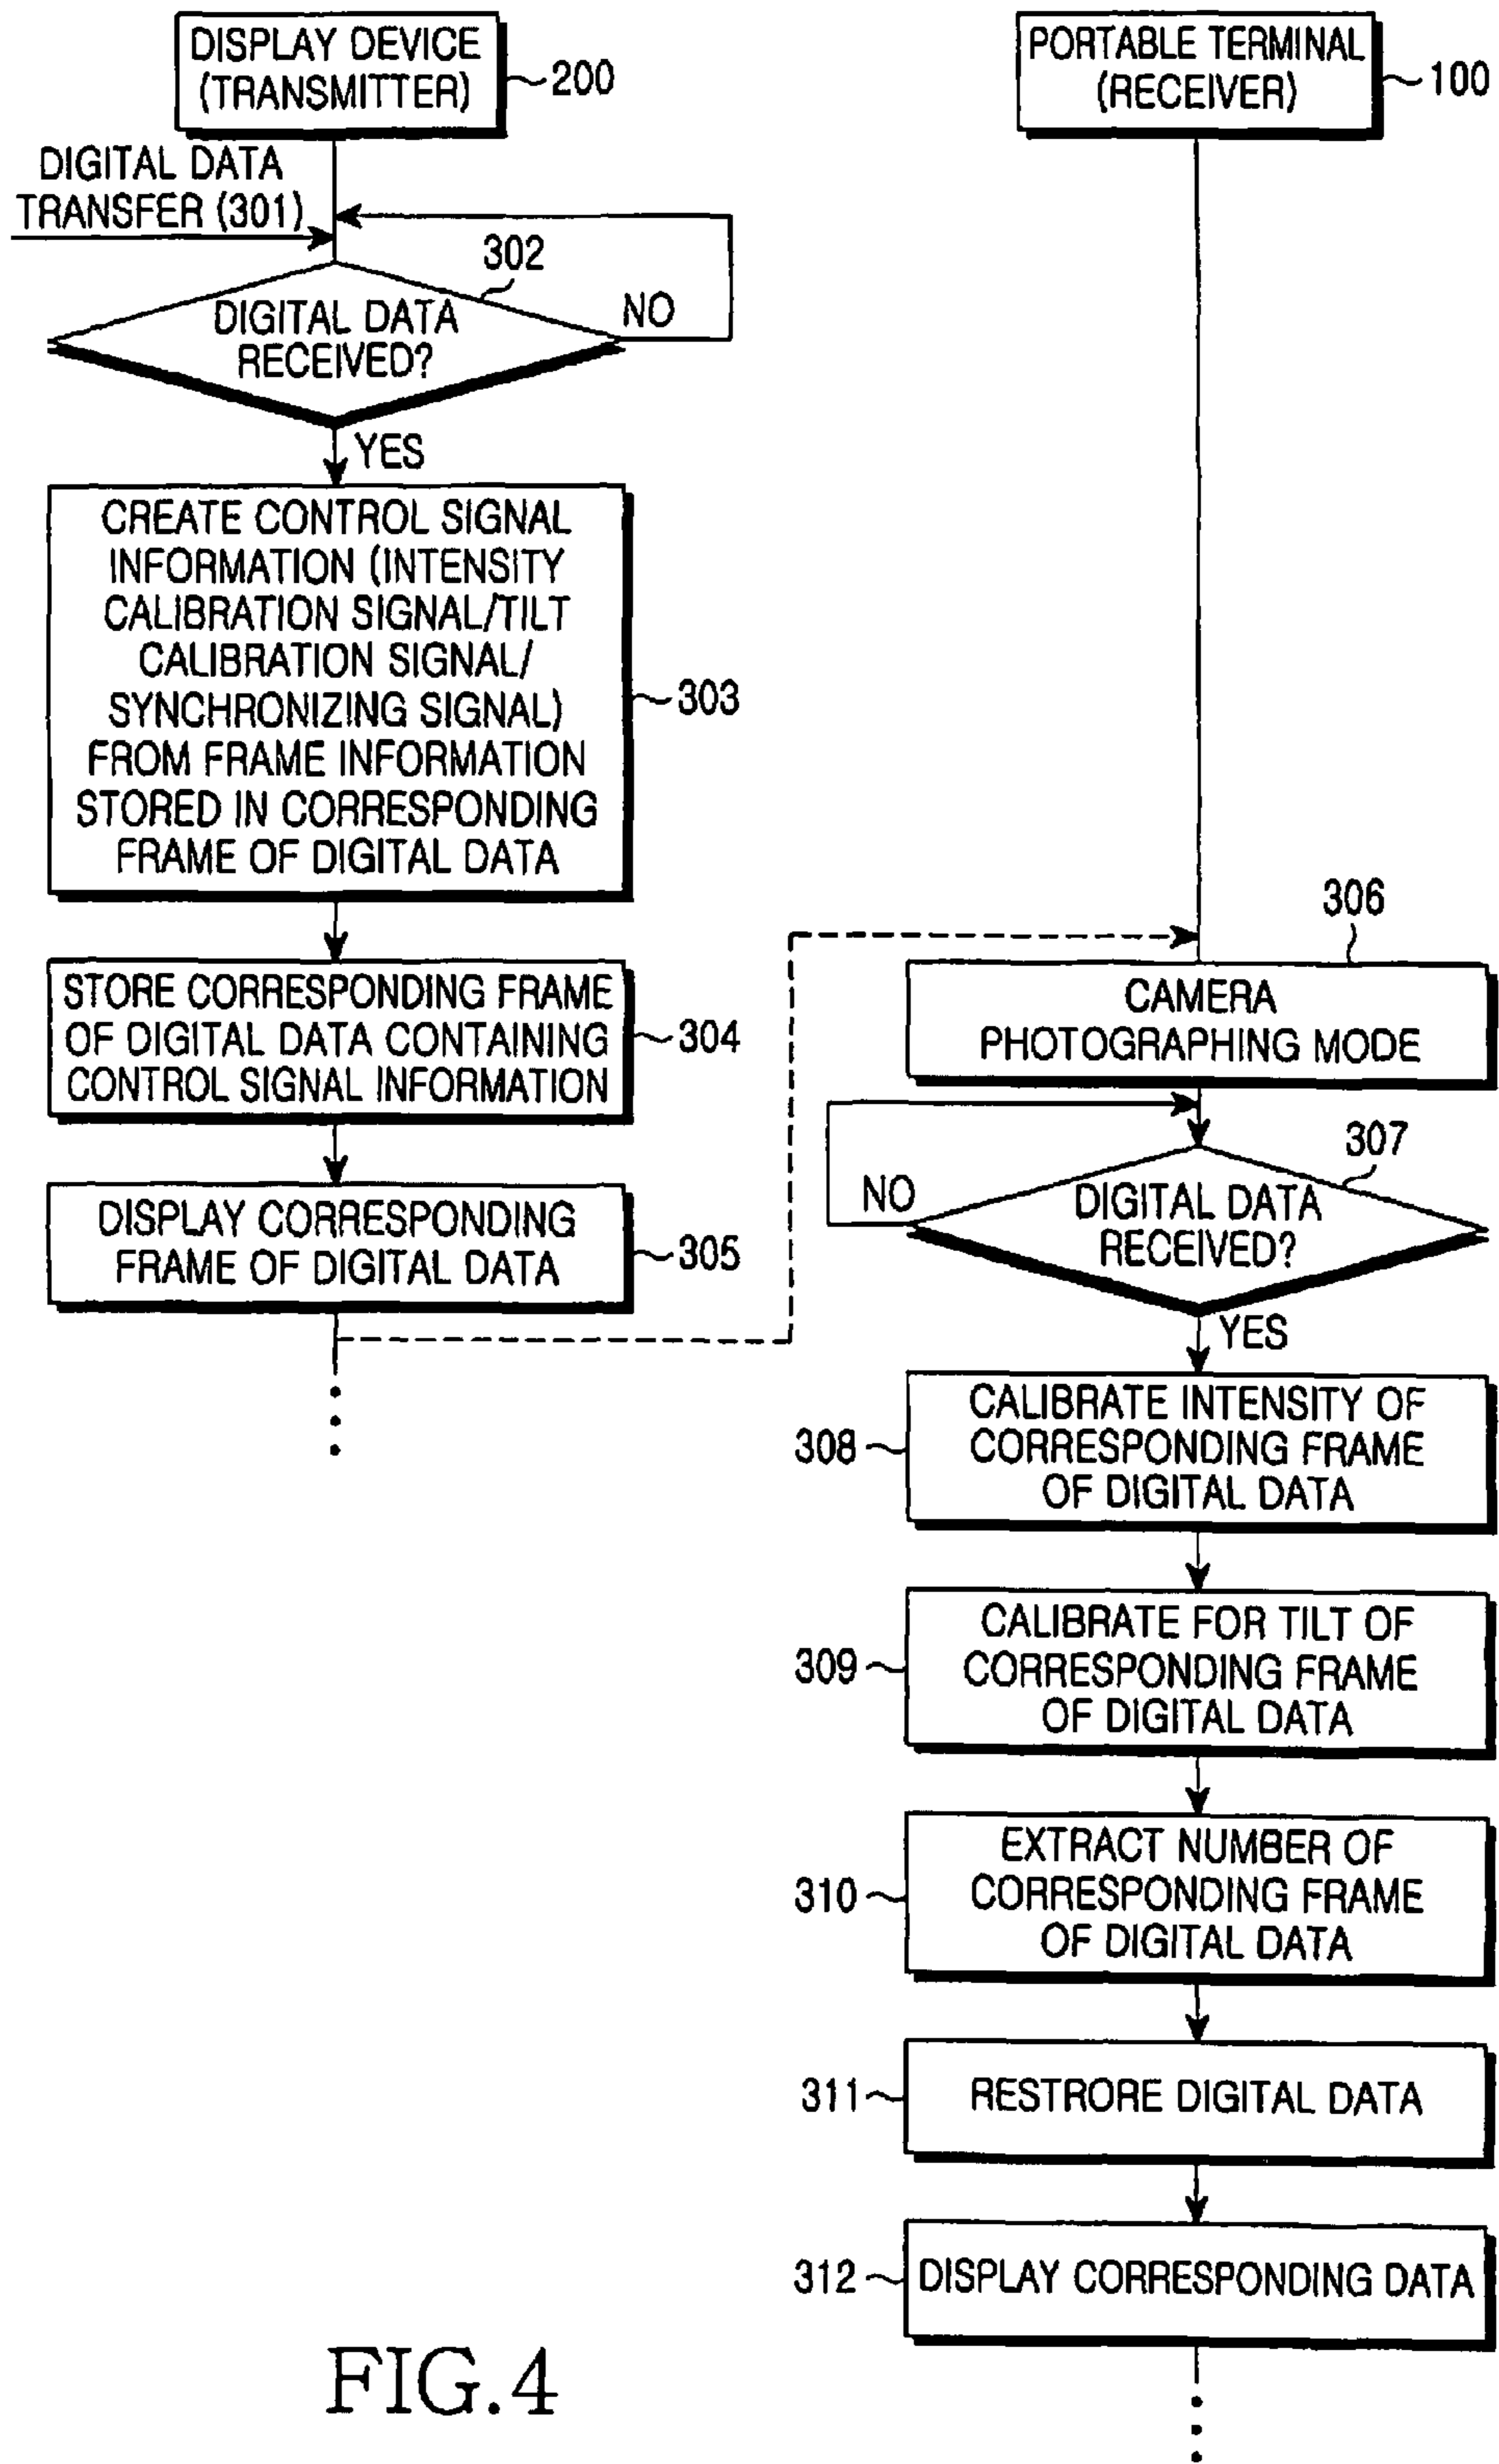 DISPLAY DEVICE
(TRANSMITTER)
200
DIGITAL DATA
TRANSFER (301)
302
DIGITAL DATA
RECEIVED?
NO
YES
CREATE CONTROL SIGNAL
INFORMATION (INTENSITY
CALIBRATION SIGNAL/TILT
CALIBRATION SIGNAL/
SYNCHRONIZING SIGNAL)
FROM FRAME INFORMATION
STORED IN CORRESPONDING
FRAME OF DIGITAL DATA
303
STORE CORRESPONDING FRAME
OF DIGITAL DATA CONTAINING
CONTROL SIGNAL INFORMATION
304
DISPLAY CORRESPONDING
FRAME OF DIGITAL DATA
305
PORTABLE TERMINAL
(RECEIVER)
100
306
CAMERA
PHOTOGRAPHING MODE
307
NO
DIGITAL DATA
RECEIVED?
YES
308
CALIBRATE INTENSITY OF
CORRESPONDING FRAME
OF DIGITAL DATA
309
CALIBRATE FOR TILT OF
CORRESPONDING FRAME
OF DIGITAL DATA
310
EXTRACT NUMBER OF
CORRESPONDING FRAME
OF DIGITAL DATA
311
RESTRORE DIGITAL DATA
312
DISPLAY CORRESPONDING DATA
FIG.4